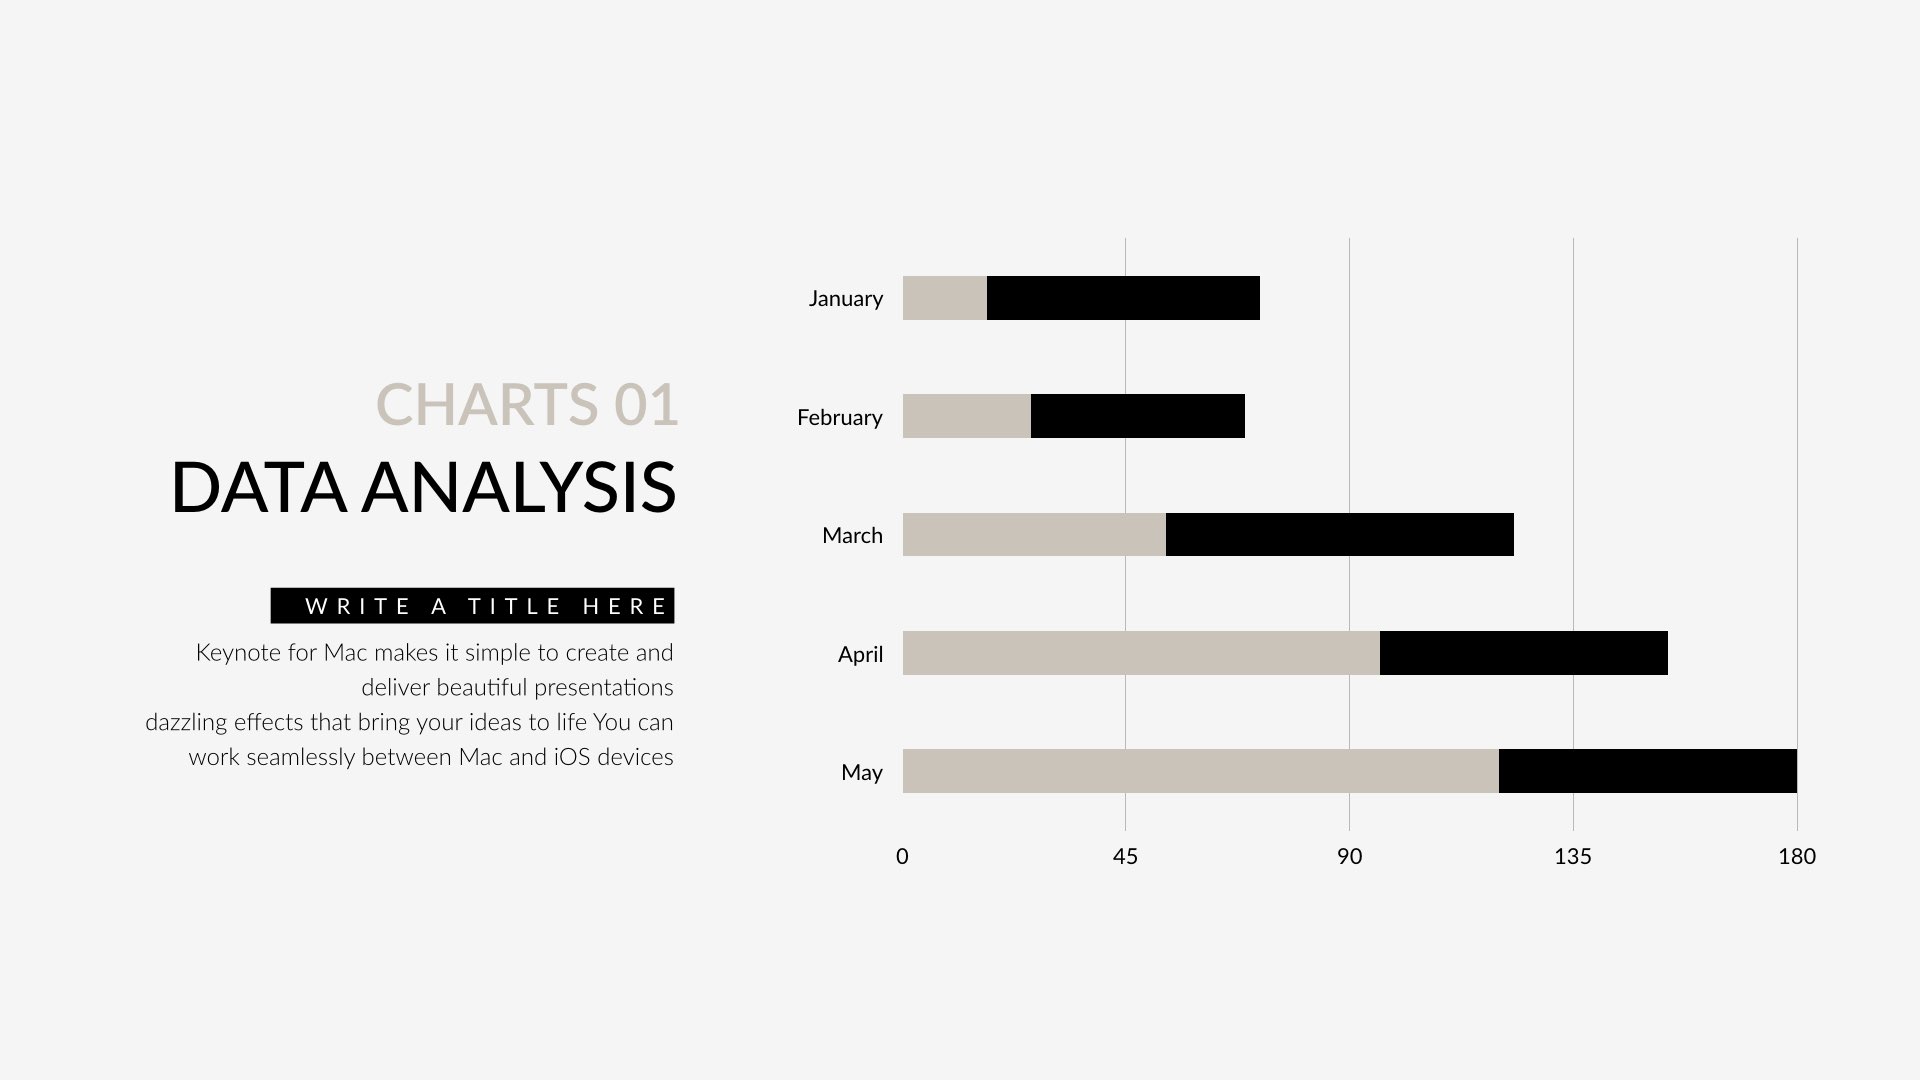 CHARTS 01
DATA ANALYSIS
WRITE A TITLE HERE
Keynote for Mac makes it simple to create and
deliver beautiful presentations
dazzling effects that bring your ideas to life You can
work seamlessly between Mac and iOS devices
January
February
March
April
May
0 45 90 135 180